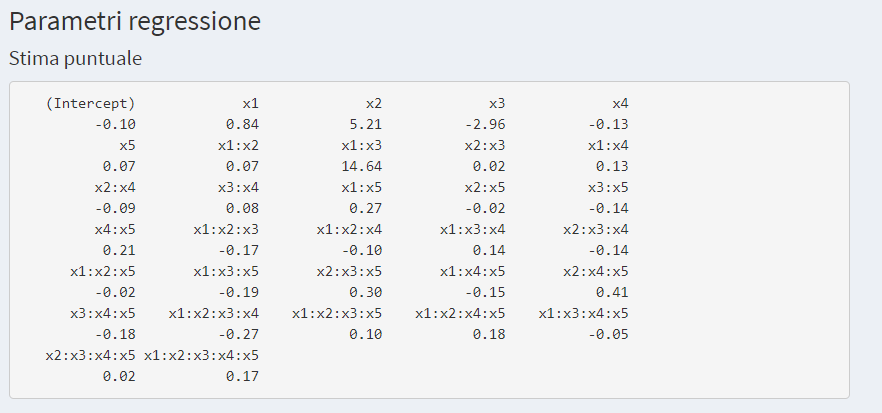 Parametri regressione
Stima puntuale
(Intercept) x1 x2 x3 x4
-0.10 0.84 5.21 -2.96 -0.13
x5 x1:x2 x1:x3 x2:x3 x1:x4
0.07 0.07 14.64 0.02 0.13
x2:x4 x3:x4 x1:x5 x2:x5 x3:x5
-0.09 0.08 0.27 -0.02 -0.14
x4:x5 x1:x2:x3 x1:x2:x4 x1:x3:x4 x2:x3:x4
0.21 -0.17 -0.10 0.14 -0.14
x1:x2:x5 x1:x3:x5 x2:x3:x5 x1:x4:x5 x2:x4:x5
-0.02 -0.19 0.30 -0.15 0.41
x3:x4:x5 x1:x2:x3:x4 x1:x2:x3:x5 x1:x2:x4:x5 x1:x3:x4:x5
-0.18 -0.27 0.10 0.18 -0.05
x2:x3:x4:x5 x1:x2:x3:x4:x5
0.02 0.17